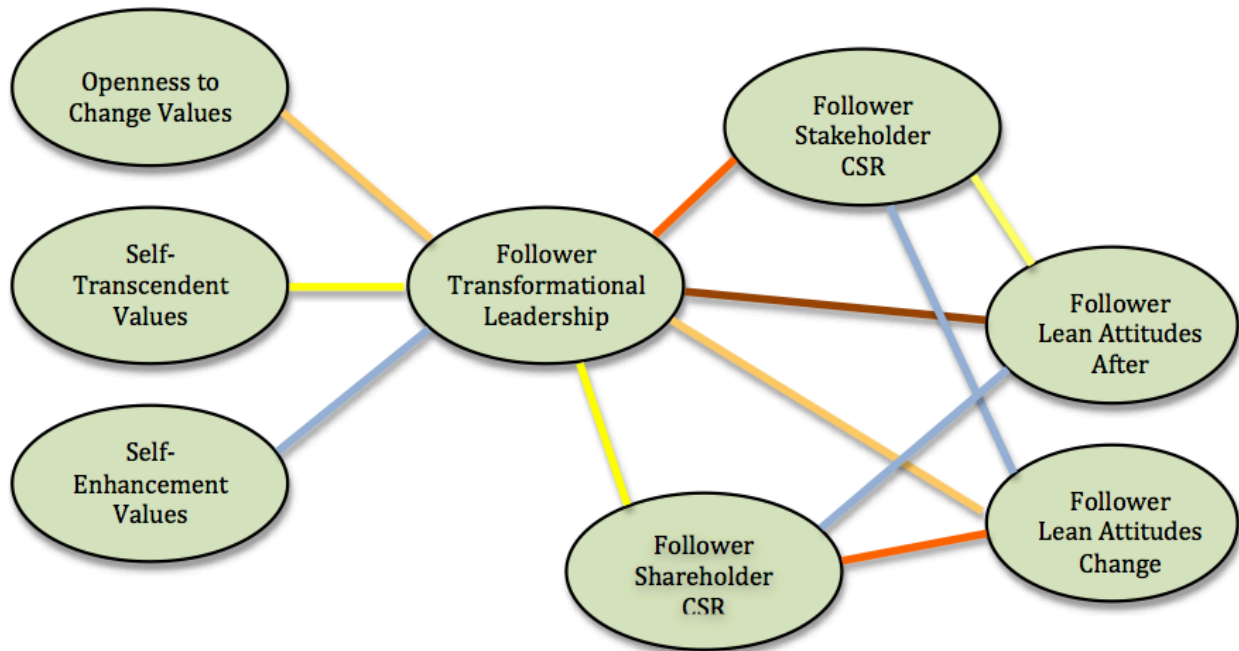 Openness to
Change Values
Self-
Transcendent
Values
Self-
Enhancement
Values
Follower
Transformational
Leadership
Follower
Stakeholder
CSR
Follower
Shareholder
CSR
Follower
Lean Attitudes
After
Follower
Lean Attitudes
Change